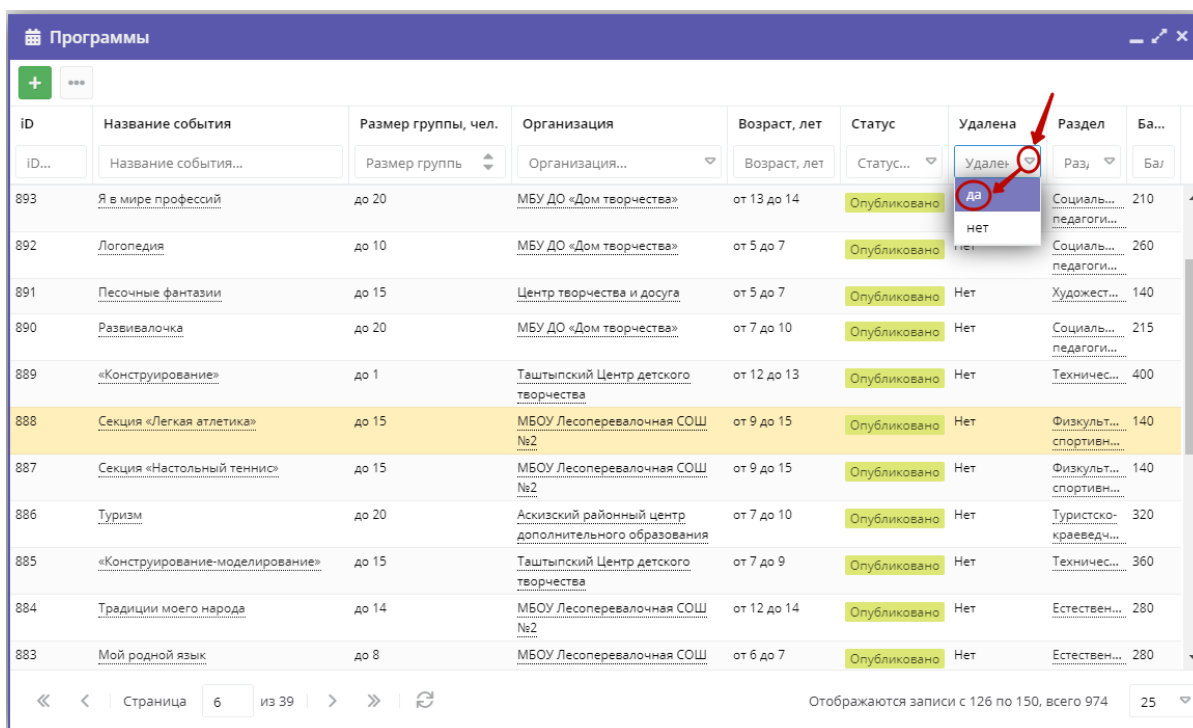 Программы
iD Название события Размер группы, чел. Организация Возраст, лет Статус Удалена Раздел Ба...
iD... Название события... Размер группь Организация... Возраст, лет Статус... Удален Раз, Бал
да
нет
893 Я в мире профессий до 20 МБУ ДО «Дом творчества» от 13 до 14 Опубликовано Социаль... 210
педагоги...
892 Логопедия до 10 МБУ ДО «Дом творчества» от 5 до 7 Опубликовано Нет Социаль... 260
педагоги...
891 Песочные фантазии до 15 Центр творчества и досуга от 5 до 7 Опубликовано Нет Художест... 140
890 Развивалочка до 20 МБУ ДО «Дом творчества» от 7 до 10 Опубликовано Нет Социаль... 215
педагоги...
889 «Конструирование» до 1 Таштыпский Центр детского от 12 до 13 Опубликовано Нет Техничес... 400
творчества
888 Секция «Легкая атлетика» до 15 МБОУ Лесоперевалочная СОШ от 9 до 15 Опубликовано Нет Физкульт... 140
№2 спортивн...
887 Секция «Настольный теннис» до 15 МБОУ Лесоперевалочная СОШ от 9 до 15 Опубликовано Нет Физкульт... 140
№2 спортивн...
886 Туризм до 20 Аскизский районный центр от 7 до 10 Опубликовано Нет Туристско- 320
дополнительного образования краеведч...
885 «Конструирование-моделирование» до 15 Таштыпский Центр детского от 7 до 9 Опубликовано Нет Техничес... 360
творчества
884 Традиции моего народа до 14 МБОУ Лесоперевалочная СОШ от 12 до 14 Опубликовано Нет Естествен... 280
№2
883 Мой родной язык до 8 МБОУ Лесоперевалочная СОШ от 6 до 7 Опубликовано Нет Естествен... 280
Страница 6 из 39 Отображаются записи с 126 по 150, всего 974 25